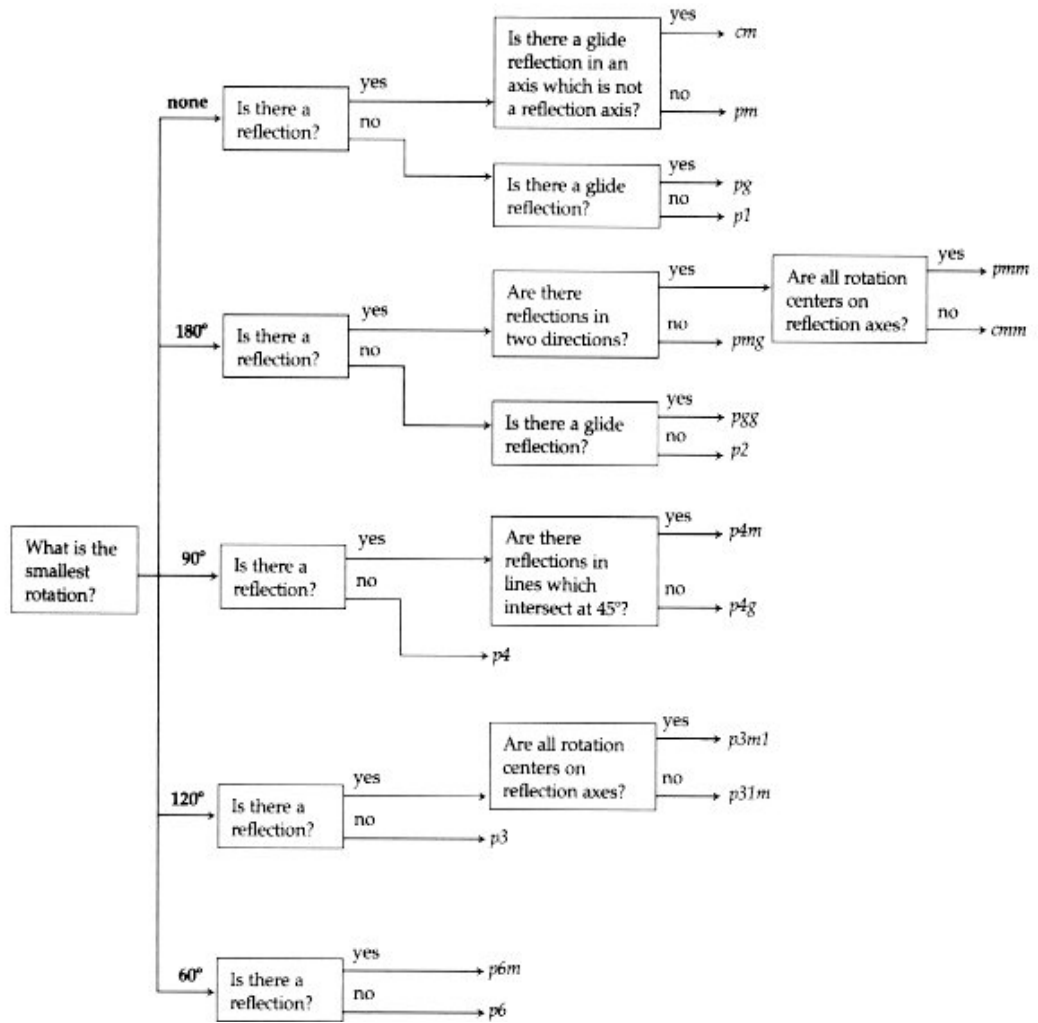 yes
cm
Is there a glide
reflection in an
axis which is not
a reflection axis?
no
pm
none
Is there a
reflection?
yes
no
Is there a glide
reflection?
yes
pg
no
p1
180°
Is there a
reflection?
yes
no
Are there
reflections in
two directions?
yes
no
pmg
Are all rotation
centers on
reflection axes?
yes
pmm
no
cmm
Is there a glide
reflection?
yes
pgg
no
p2
What is the
smallest
rotation?
90°
Is there a
reflection?
yes
no
Are there
reflections in
lines which
intersect at 45°?
yes
p4m
no
p4g
p4
120°
Is there a
reflection?
yes
no
Are all rotation
centers on
reflection axes?
yes
p3m1
no
p31m
p3
60°
Is there a
reflection?
yes
p6m
no
p6